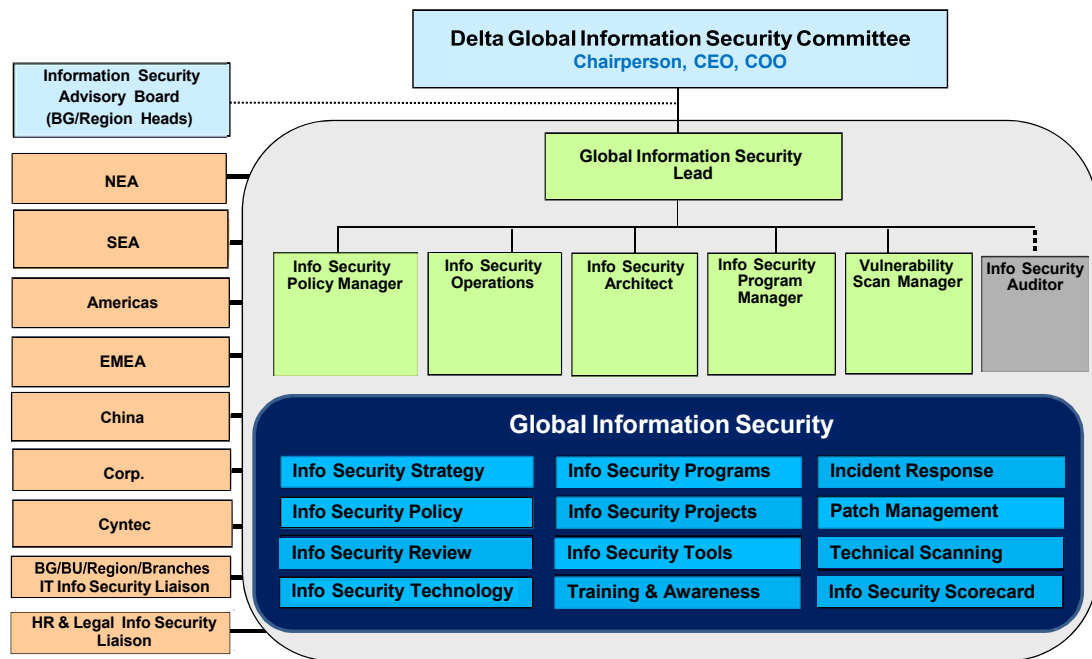 Delta Global Information Security Committee
Chairperson, CEO, COO
Information Security
Advisory Board
(BG/Region Heads)
NEA
SEA
Americas
EMEA
China
Corp.
Cyntec
BG/BU/Region/Branches
IT Info Security Liaison
HR & Legal Info Security
Liaison
Global Information Security
Lead
Info Security
Policy Manager
Info Security
Operations
Info Security
Architect
Info Security
Program
Manager
Vulnerability
Scan Manager
Info Security
Auditor
Global Information Security
Info Security Strategy
Info Security Policy
Info Security Review
Info Security Technology
Info Security Programs
Info Security Projects
Info Security Tools
Training & Awareness
Incident Response
Patch Management
Technical Scanning
Info Security Scorecard